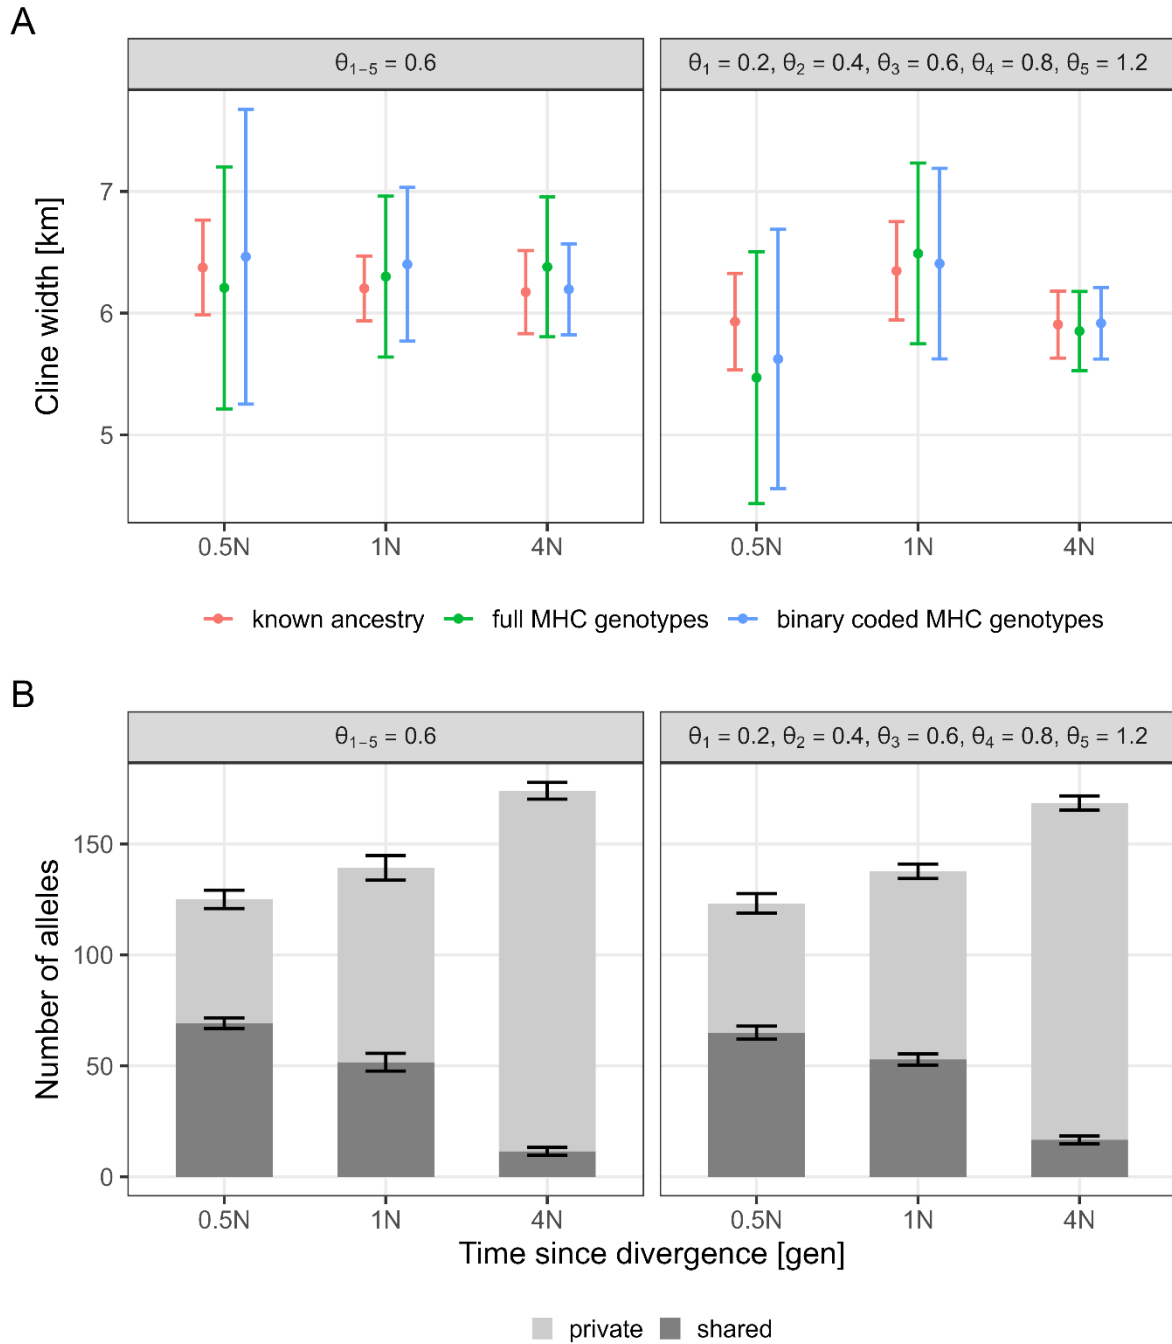 A
θ₁₋₅ = 0.6
θ₁ = 0.2, θ₂ = 0.4, θ₃ = 0.6, θ₄ = 0.8, θ₅ = 1.2
Cline width [km]
7
6
5
0.5N 1N 4N 0.5N 1N 4N
known ancestry full MHC genotypes binary coded MHC genotypes
B
θ₁₋₅ = 0.6
θ₁ = 0.2, θ₂ = 0.4, θ₃ = 0.6, θ₄ = 0.8, θ₅ = 1.2
Number of alleles
150
100
50
0
0.5N 1N 4N 0.5N 1N 4N
Time since divergence [gen]
private shared